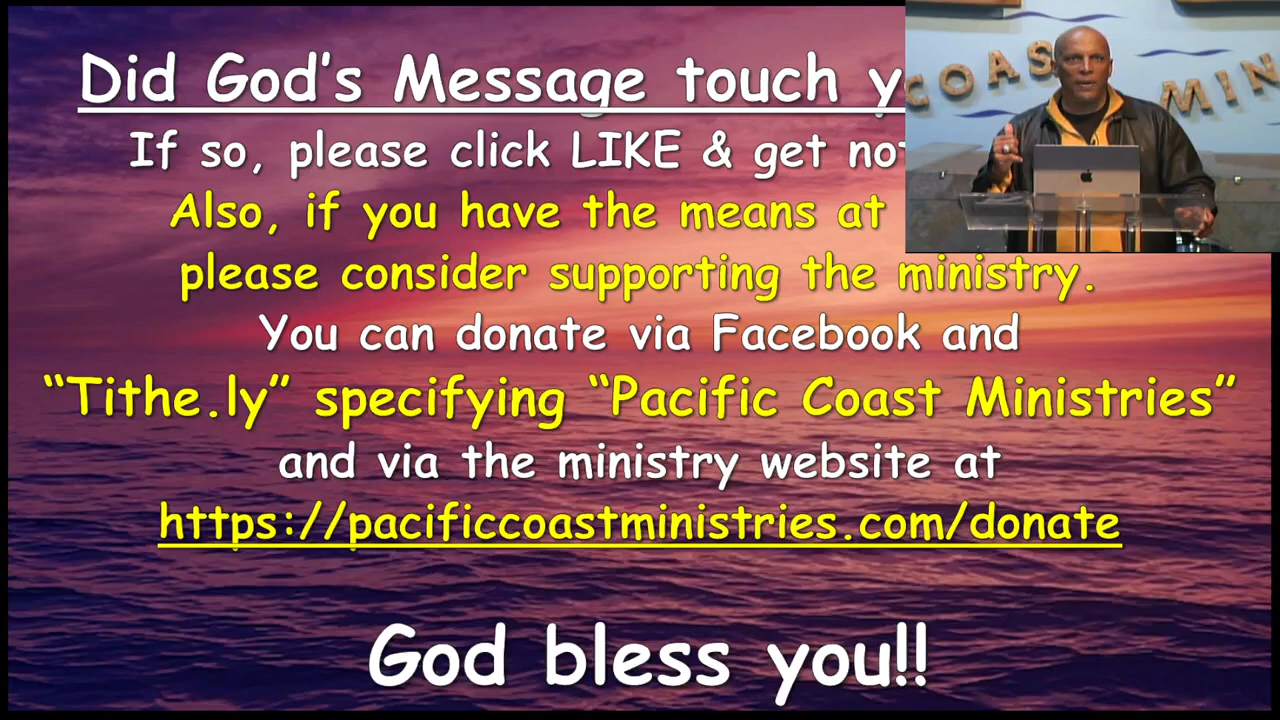 Did God's Message touch
If so, please click LIKE & get
Also, if you have the means at
please consider supporting the ministry.
You can donate via Facebook and
“Tithe.ly” specifying “Pacific Coast Ministries”
and via the ministry website at
https://pacificcoastministries.com/donate
God bless you!!
COAST
MIN